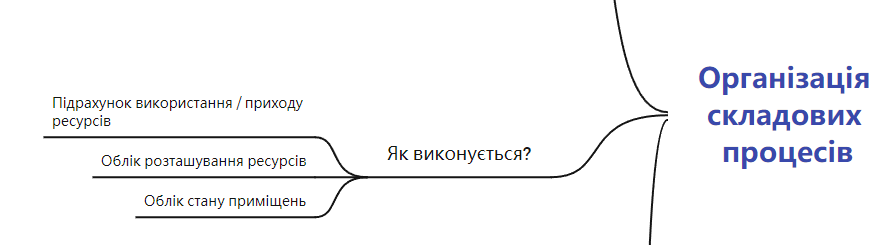 Організація
складових
процесів
Як виконується?
Підрахунок використання / приходу
ресурсів
Облік розташування ресурсів
Облік стану приміщень